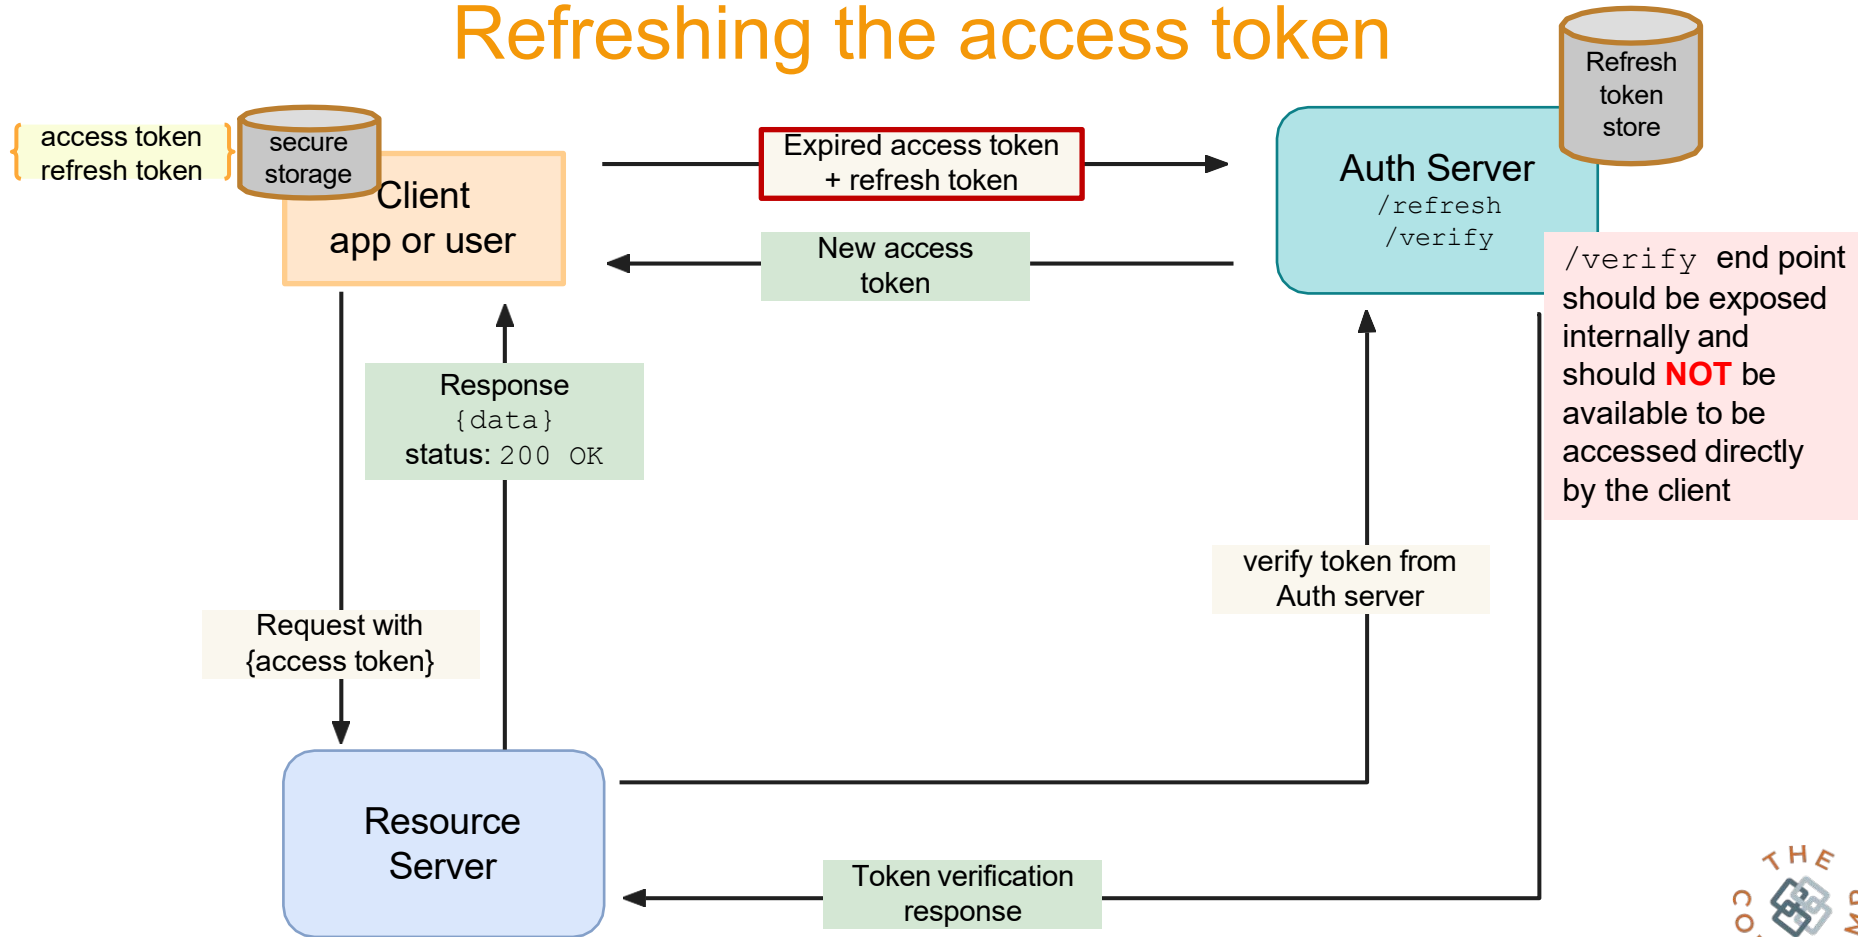 Refreshing the access token
Refresh
token
store
access token
refresh token
secure
storage
Client
app or user
Expired access token
+ refresh token
Auth Server
/refresh
/verify
New access
token
/verify end point
should be exposed
internally and
should NOT be
available to be
accessed directly
by the client
Response
{data}
status: 200 OK
verify token from
Auth server
Request with
{access token}
Resource
Server
Token verification
response
THE